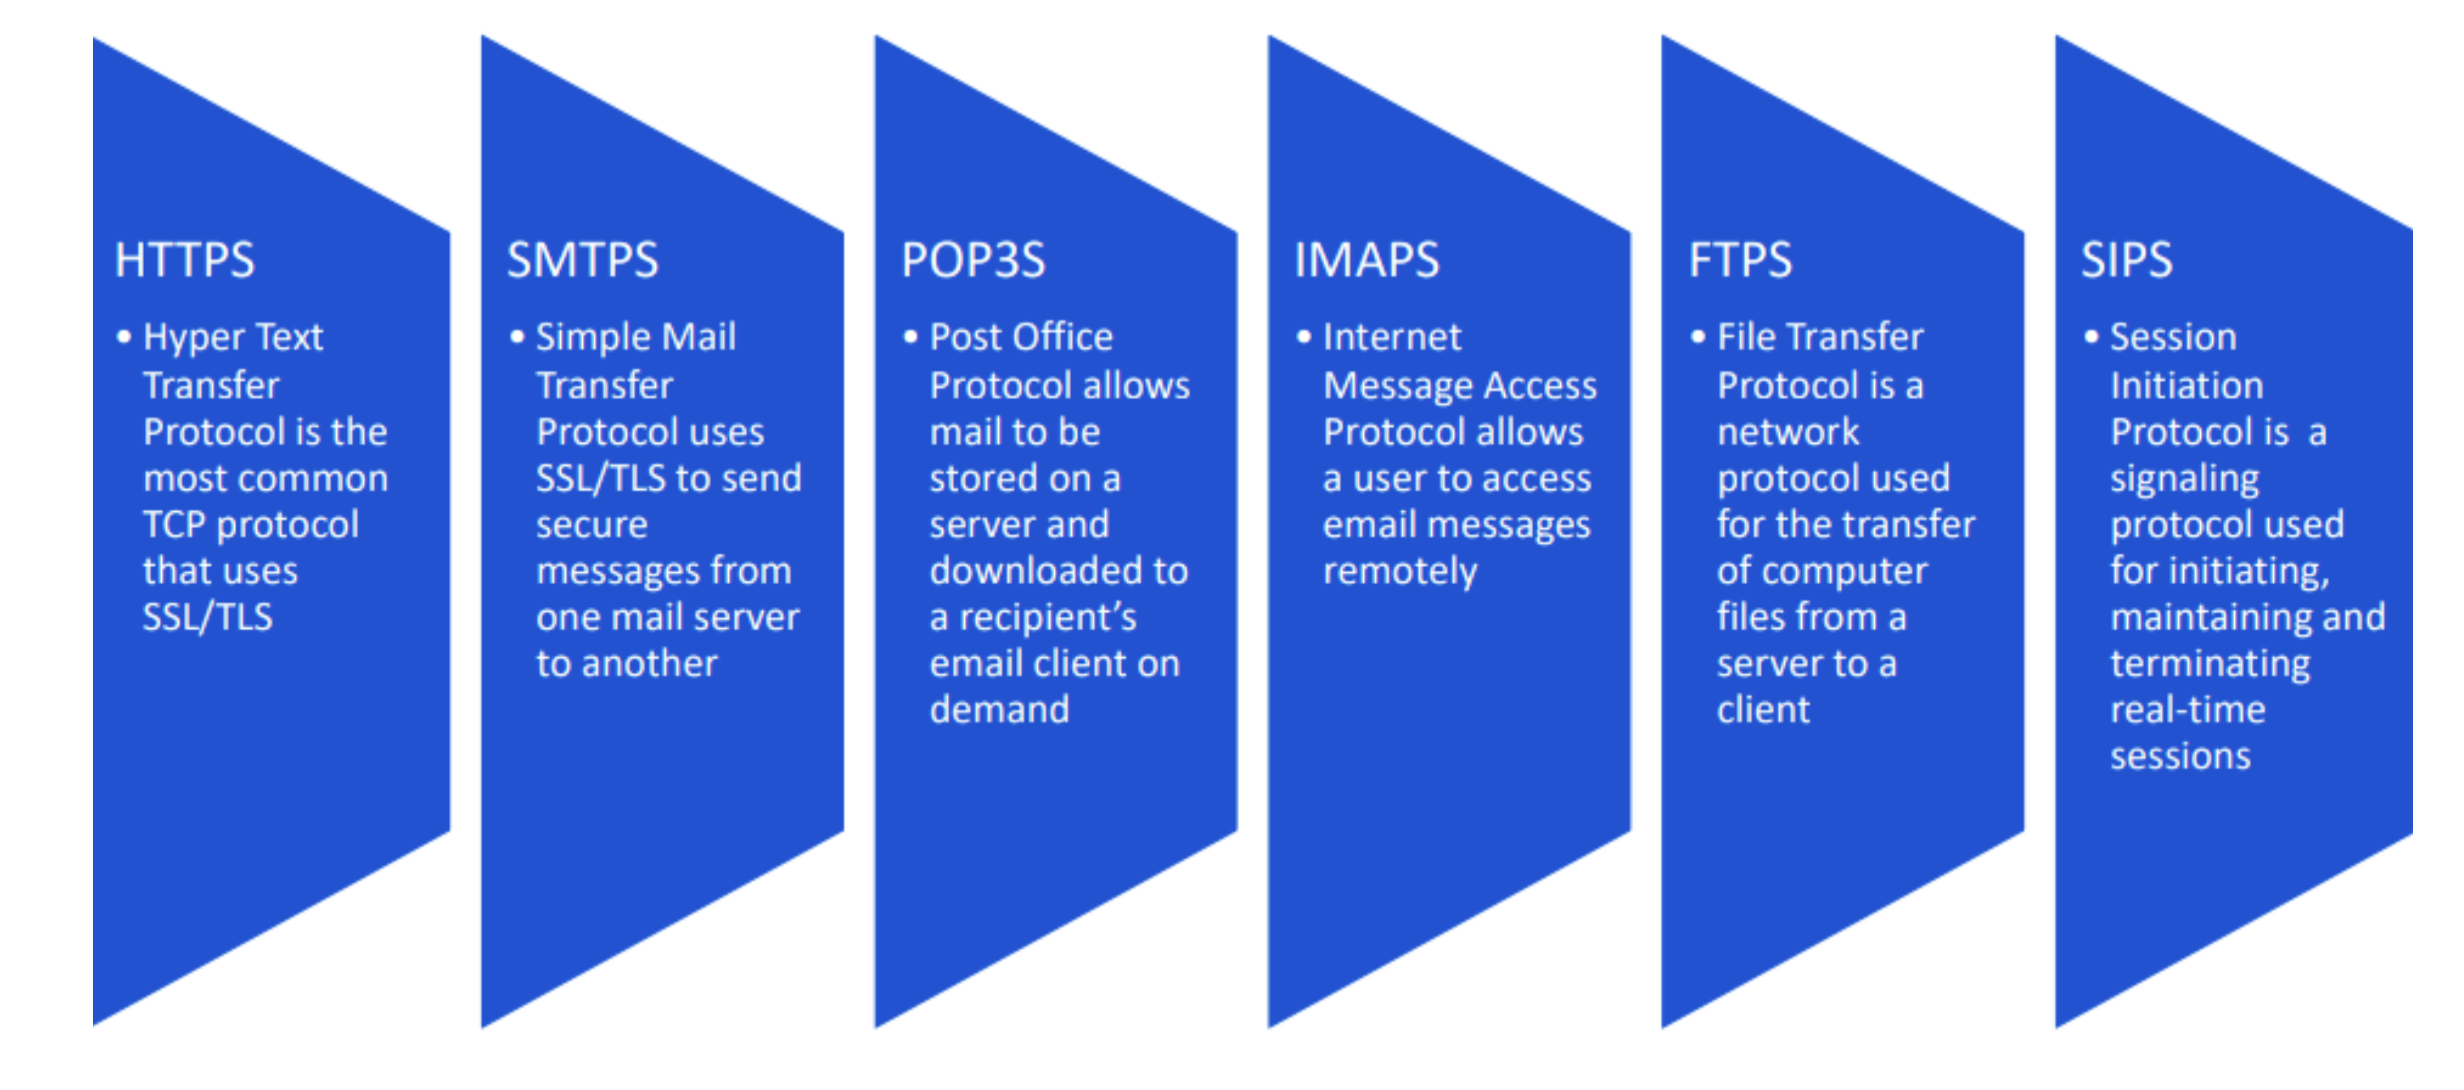 HTTPS
• Hyper Text
Transfer
Protocol is the
most common
TCP protocol
that uses
SSL/TLS
SMTPS
• Simple Mail
Transfer
Protocol uses
SSL/TLS to send
secure
messages from
one mail server
to another
POP3S
• Post Office
Protocol allows
mail to be
stored on a
server and
downloaded to
a recipient’s
email client on
demand
IMAPS
• Internet
Message Access
Protocol allows
a user to access
email messages
remotely
FTPS
• File Transfer
Protocol is a
network
protocol used
for the transfer
of computer
files from a
server to a
client
SIPS
• Session
Initiation
Protocol is  a
signaling
protocol used
for initiating,
maintaining and
terminating
real-time
sessions